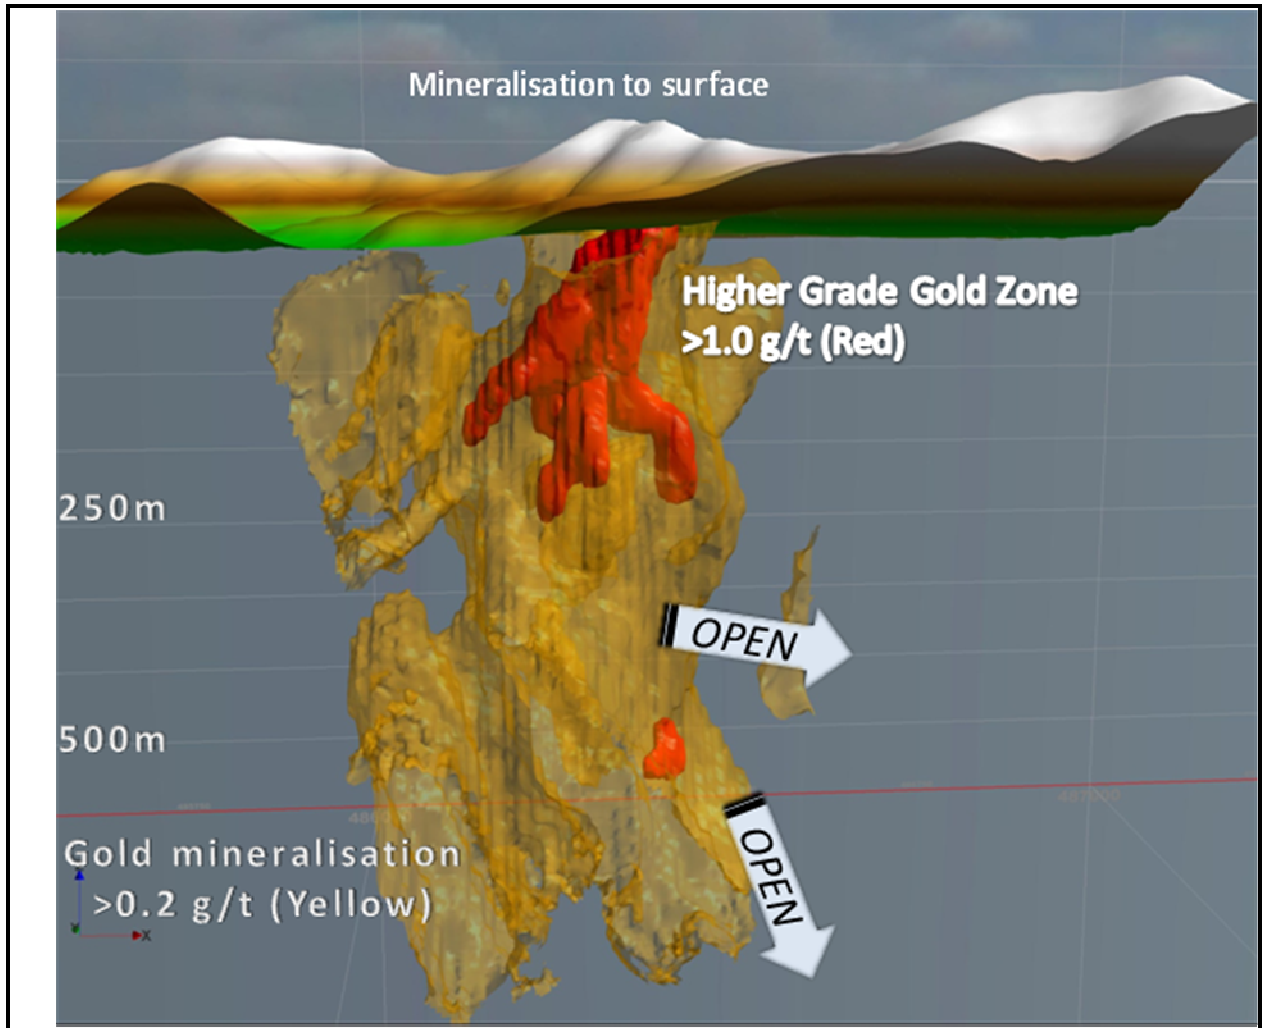 Mineralisation to surface
Higher Grade Gold Zone
>1.0 g/t (Red)
250m
OPEN
500m
OPEN
Gold mineralisation
>0.2 g/t (Yellow)
X